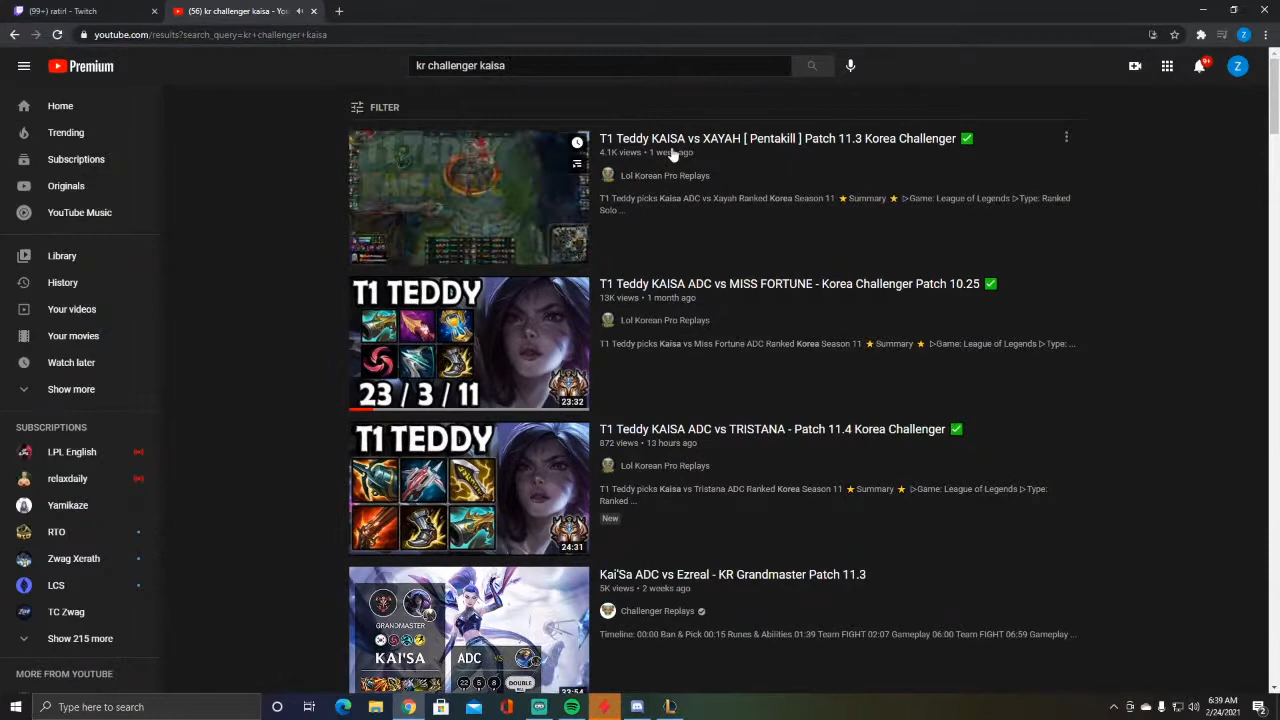 (99+) ratirl - Twitch
(56) kr challenger kaisa - You
youtube.com/results?search_query=kr+challenger+kaisa
Z
Premium
kr challenger kaisa
9+
Z
Home
Trending
Subscriptions
Originals
YouTube Music
Library
History
Your videos
Your movies
Watch later
Show more
SUBSCRIPTIONS
LPL English
relaxdaily
Yamikaze
RTO
Zwag Xerath
LCS
TC Zwag
Show 215 more
MORE FROM YOUTUBE
FILTER
T1 Teddy KAISA vs XAYAH [ Pentakill ] Patch 11.3 Korea Challenger ✅
4.1K views • 1 week ago
Lol Korean Pro Replays
T1 Teddy picks Kaisa ADC vs Xayah Ranked Korea Season 11 ★Summary ★ ▷Game: League of Legends ▷Type: Ranked
Solo ...
T1 TEDDY
23 / 3 / 11
23:32
T1 Teddy KAISA ADC vs MISS FORTUNE - Korea Challenger Patch 10.25 ✅
13K views • 1 month ago
Lol Korean Pro Replays
T1 Teddy picks Kaisa vs Miss Fortune ADC Ranked Korea Season 11 ★Summary ★ ▷Game: League of Legends ▷Type: ...
T1 TEDDY
24:31
T1 Teddy KAISA ADC vs TRISTANA - Patch 11.4 Korea Challenger ✅
872 views • 13 hours ago
Lol Korean Pro Replays
T1 Teddy picks Kaisa vs Tristana ADC Ranked Korea Season 11 ★Summary ★ ▷Game: League of Legends ▷Type:
Ranked ...
New
GRANDMASTER
KAI'SA
ADC VS
22 5 8 DOUBLE
23:54
Kai'Sa ADC vs Ezreal - KR Grandmaster Patch 11.3
5K views • 2 weeks ago
Challenger Replays
Timeline: 00:00 Ban & Pick 00:15 Runes & Abilities 01:39 Team FIGHT 02:07 Gameplay 06:00 Team FIGHT 06:59 Gameplay ...
Type here to search
6:39 AM
2/24/2021